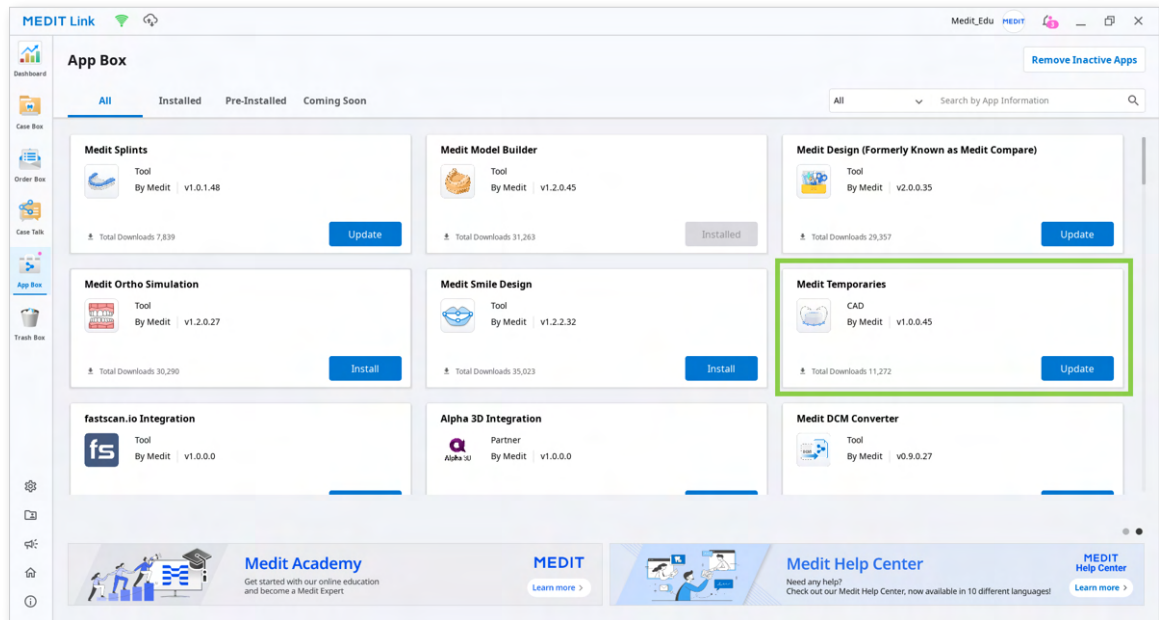 MEDIT Link
Medit_Edu MEDIT 3
Dashboard
Case Box
Order Box
Case Talk
App Box
Trash Box
App Box
Remove Inactive Apps
All Installed Pre-Installed Coming Soon
All Search by App Information
Medit Splints
Tool
By Medit v1.0.1.48
Total Downloads 7,839
Update
Medit Model Builder
Tool
By Medit v1.2.0.45
Total Downloads 31,263
Installed
Medit Design (Formerly Known as Medit Compare)
Tool
By Medit v2.0.0.35
Total Downloads 29,357
Update
Medit Ortho Simulation
Tool
By Medit v1.2.0.27
Total Downloads 30,290
Install
Medit Smile Design
Tool
By Medit v1.2.2.32
Total Downloads 35,023
Install
Medit Temporaries
CAD
By Medit v1.0.0.45
Total Downloads 11,272
Update
fastscan.io Integration
fs
Tool
By Medit v1.0.0.0
Alpha 3D Integration
Alpha 3D
Partner
By Medit v1.0.0.0
Medit DCM Converter
Tool
By Medit v0.9.0.27
Medit Academy
Get started with our online education
and become a Medit Expert
MEDIT
Learn more >
Medit Help Center
Need any help?
Check out our Medit Help Center, now available in 10 different languages!
MEDIT
Help Center
Learn more >